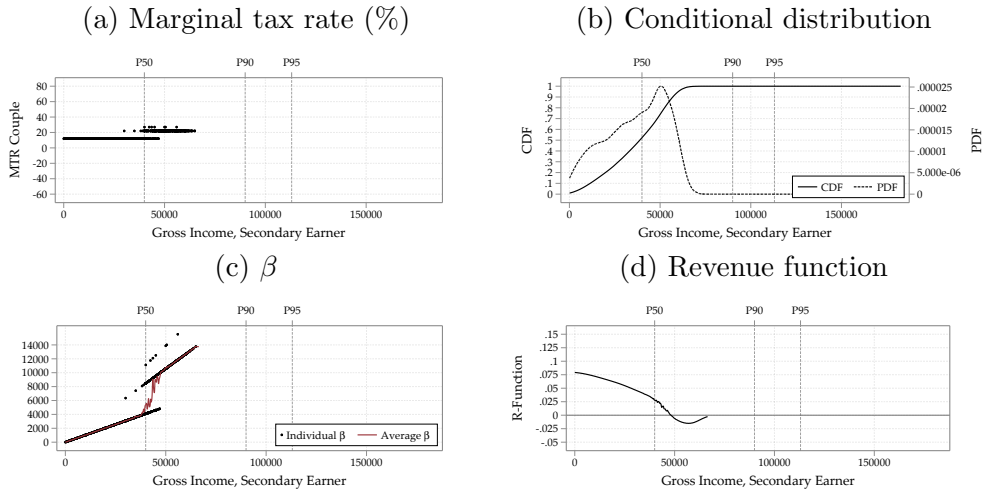 (a) Marginal tax rate (%)
P50 P90 P95
80
60
40
20
0
-20
-40
-60
MTR Couple
0 50000 100000 150000
Gross Income, Secondary Earner
(b) Conditional distribution
P50 P90 P95
1
.9
.8
.7
.6
.5
.4
.3
.2
.1
0
CDF
.000025
.00002
.000015
.00001
5.000e-06
0
PDF
CDF PDF
0 50000 100000 150000
Gross Income, Secondary Earner
(c) β
P50 P90 P95
14000
12000
10000
8000
6000
4000
2000
0
Individual β Average β
0 50000 100000 150000
Gross Income, Secondary Earner
(d) Revenue function
P50 P90 P95
.15
.125
.1
.075
.05
.025
0
-.025
-.05
R-Function
0 50000 100000 150000
Gross Income, Secondary Earner